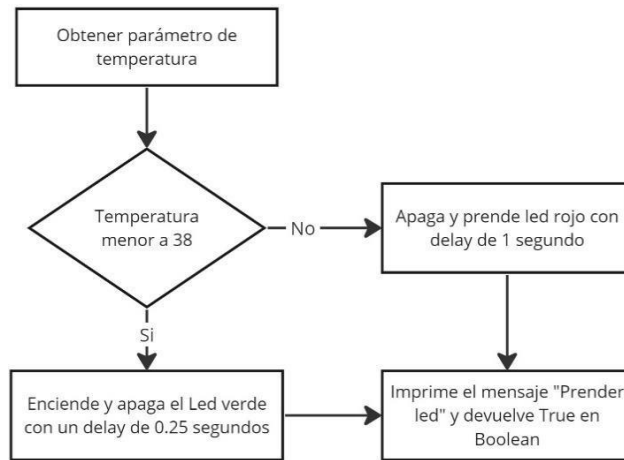 Obtener parámetro de
temperatura
Temperatura
menor a 38
No
Apaga y prende led rojo con
delay de 1 segundo
Si
Enciende y apaga el Led verde
con un delay de 0.25 segundos
Imprime el mensaje "Prender
led" y devuelve True en
Boolean